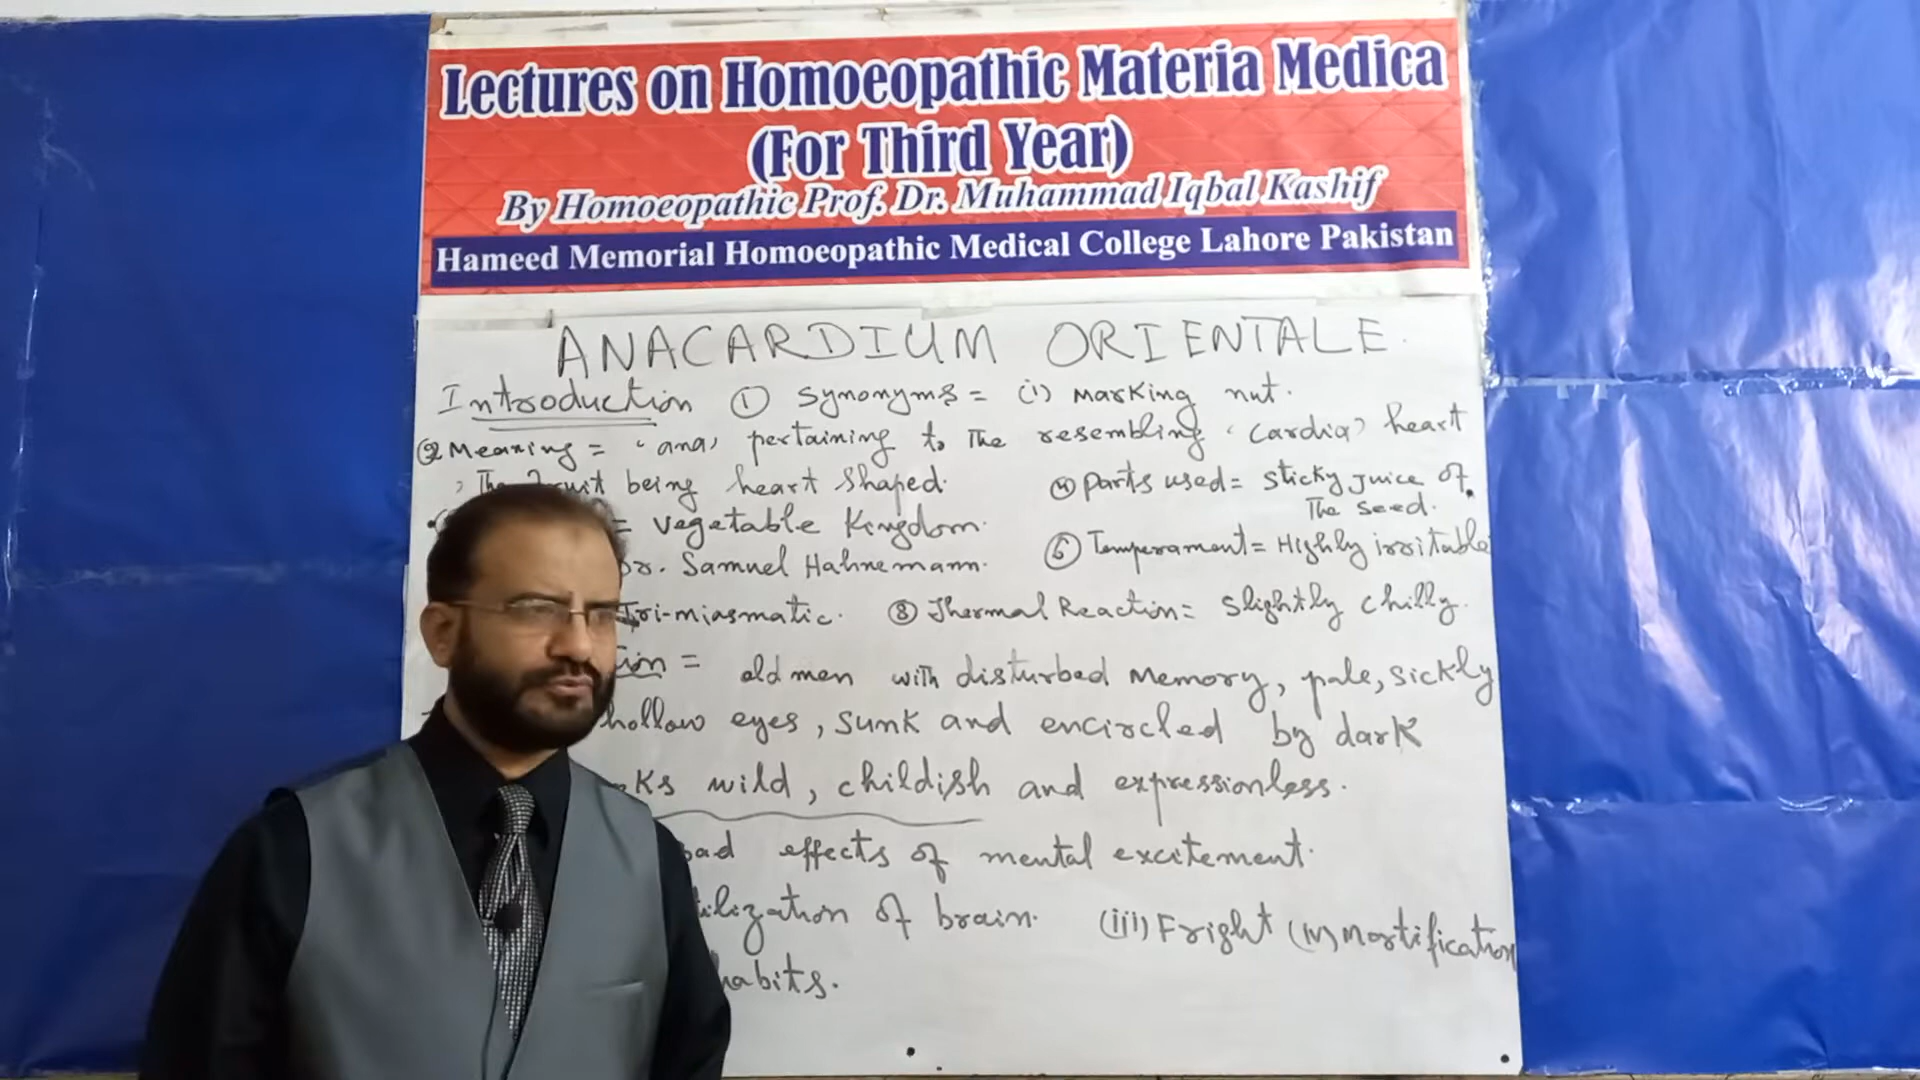 Lectures on Homoeopathic Materia Medica
(For Third Year)
By Homoeopathic Prof. Dr. Muhammad Iqbal Kashif
Hameed Memorial Homoeopathic Medical College Lahore Pakistan
ANACARDIUM ORIENTALE.
Introduction ① Synonyms = (i) Marking nut.
② Meaning = 'ana' pertaining to The resembling 'Cardia' heart
, The fruit being heart shaped. ④ Parts used = Sticky Juice of
The seed.
= Vegetable Kingdom.
⑥ Temperament = Highly irritable
Dr. Samuel Hahnemann.
Tri-miasmatic. ⑧ Thermal Reaction = Slightly chilly.
= old men with disturbed Memory, pale, sickly
hollow eyes, sunk and encircled by dark
wild, childish and expressionless.
bad effects of mental excitement.
of brain. (iii) Fright (iv) Mortification
habits.